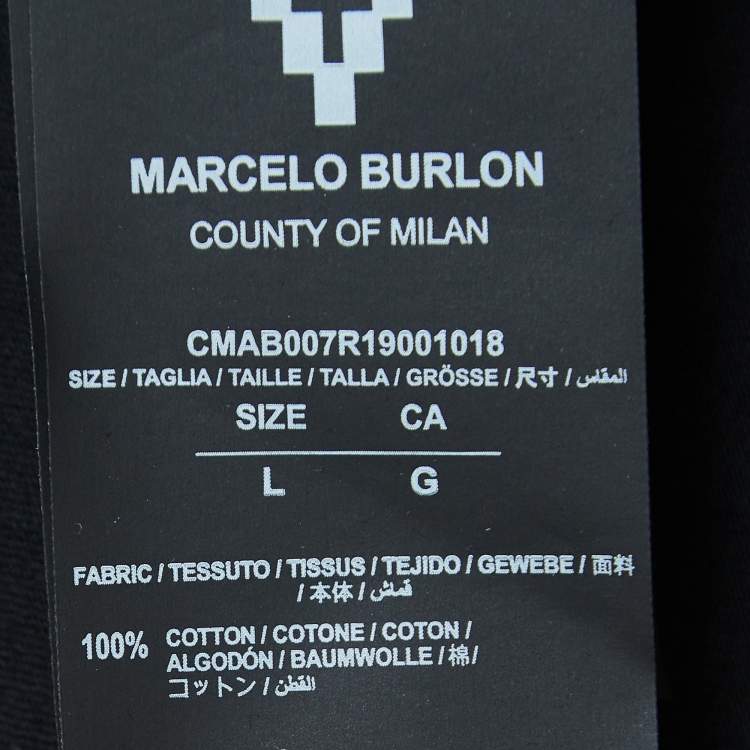 MARCELO BURLON
COUNTY OF MILAN
CMAB007R19001018
SIZE / TAGLIA / TAILLE / TALLA / GRÖSSE / 尺寸 / المقاس
SIZE CA
L G
FABRIC / TESSUTO / TISSUS / TEJIDO / GEWEBE / 面料
/ 本体 / قماش
100% COTTON / COTONE / COTON /
ALGODÓN / BAUMWOLLE / 棉/
コットン / القطن